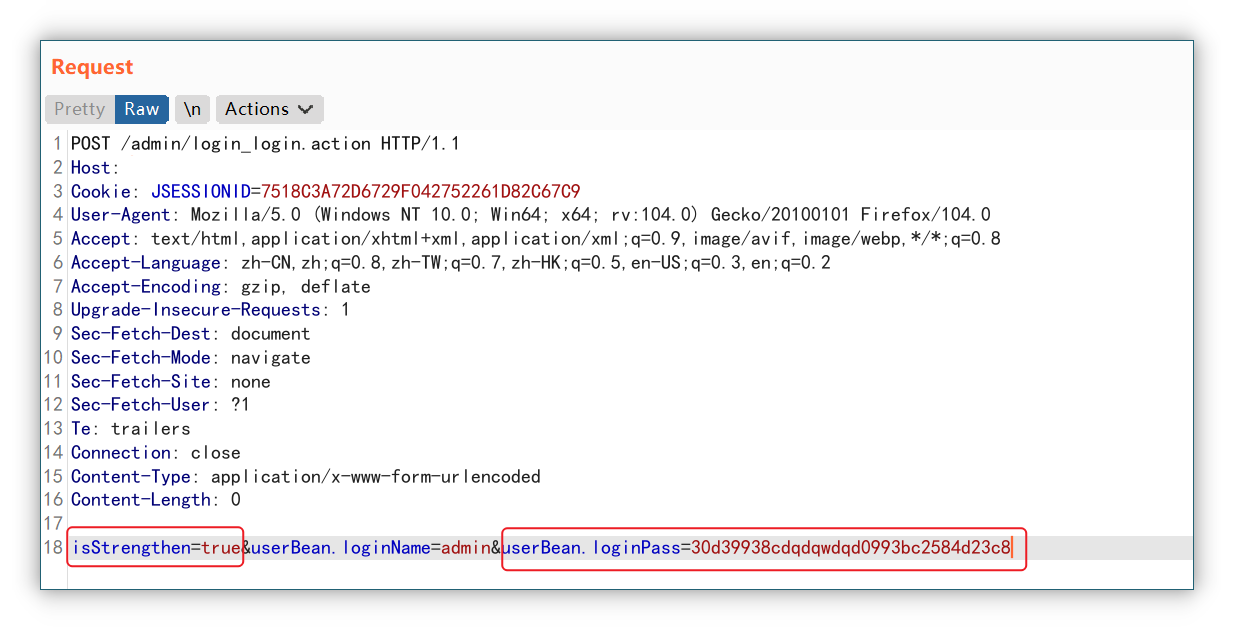 Request
Pretty Raw \n Actions
1 POST /admin/login_login.action HTTP/1.1
2 Host:
3 Cookie: JSESSIONID=7518C3A72D6729F042752261D82C67C9
4 User-Agent: Mozilla/5.0 (Windows NT 10.0; Win64; x64; rv:104.0) Gecko/20100101 Firefox/104.0
5 Accept: text/html,application/xhtml+xml,application/xml;q=0.9,image/avif,image/webp,*/*;q=0.8
6 Accept-Language: zh-CN,zh;q=0.8,zh-TW;q=0.7,zh-HK;q=0.5,en-US;q=0.3,en;q=0.2
7 Accept-Encoding: gzip, deflate
8 Upgrade-Insecure-Requests: 1
9 Sec-Fetch-Dest: document
10 Sec-Fetch-Mode: navigate
11 Sec-Fetch-Site: none
12 Sec-Fetch-User: ?1
13 Te: trailers
14 Connection: close
15 Content-Type: application/x-www-form-urlencoded
16 Content-Length: 0
17
18 isStrengthen=true&userBean.loginName=admin&userBean.loginPass=30d39938cdqdqwdqd0993bc2584d23c8